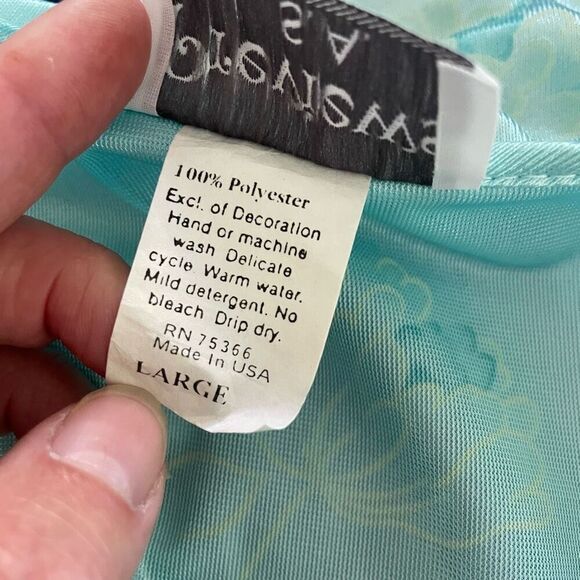 100% Polyester
Excl. of Decoration
Hand or machine
wash Delicate
cycle. Warm water.
Mild detergent. No
bleach. Drip dry.
RN 75366
Made In USA
LARGE